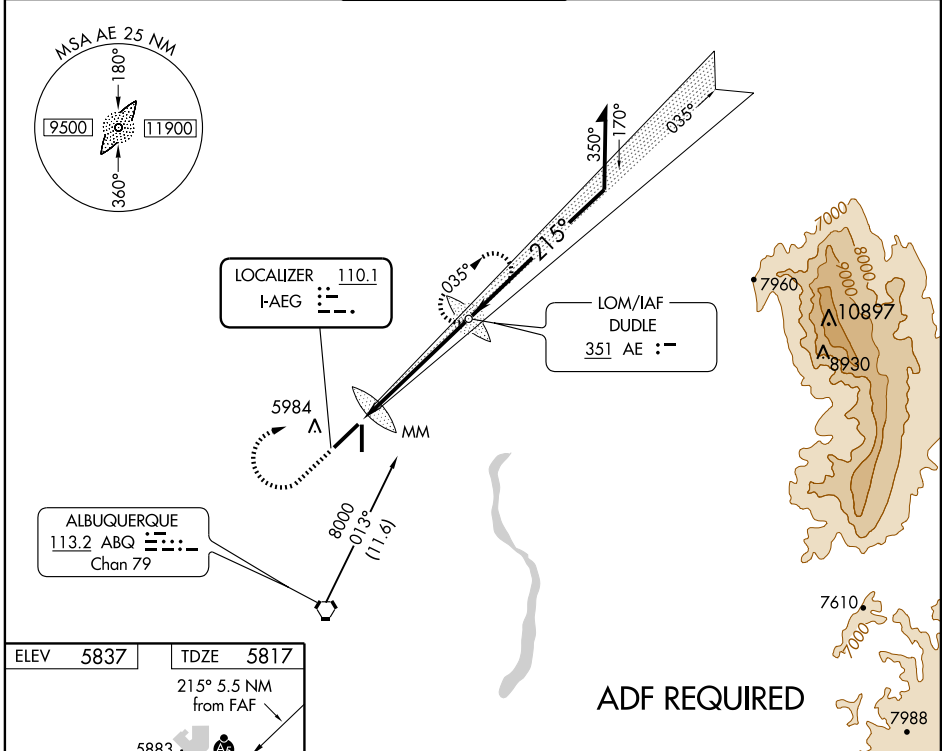 MSA AE 25 NM
180°
9500
11900
360°
350°
170°
035°
215°
035°
LOCALIZER 110.1
I-AEG
LOM/IAF
DUDLE
351 AE
7000
8000
9000
7960
10897
8930
5984
MM
8000
013°
(11.6)
ALBUQUERQUE
113.2 ABQ
Chan 79
7610
7000
ELEV 5837
TDZE 5817
215° 5.5 NM
from FAF
ADF REQUIRED
7988
5883